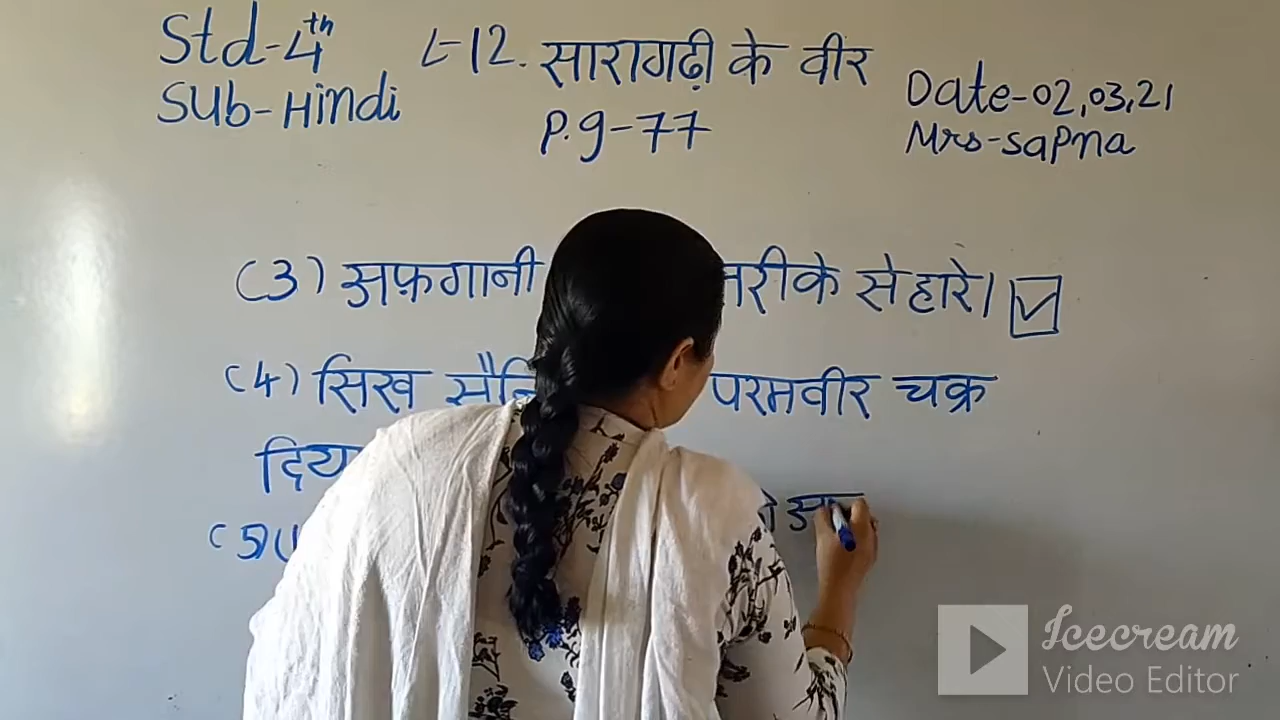 Std-4th
Sub-Hindi
L-12. सारागढ़ी के वीर
P.g-77
Date-02,03,21
Mrs-sapna
(3) अफ़गानी तरीके से हारे।
(4) सिख परमवीर चक्र
(5)
Icecream
Video Editor